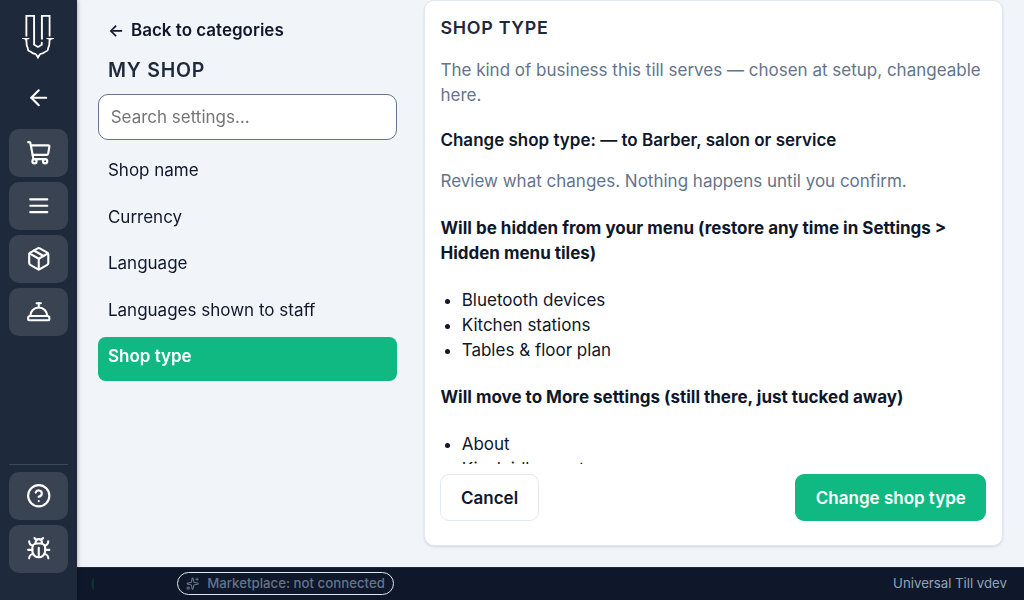 ← Back to categories
MY SHOP
Search settings...
Shop name
Currency
Language
Languages shown to staff
Shop type
SHOP TYPE
The kind of business this till serves — chosen at setup, changeable
here.
Change shop type: — to Barber, salon or service
Review what changes. Nothing happens until you confirm.
Will be hidden from your menu (restore any time in Settings >
Hidden menu tiles)
• Bluetooth devices
• Kitchen stations
• Tables & floor plan
Will move to More settings (still there, just tucked away)
• About
Cancel
Change shop type
Marketplace: not connected
Universal Till vdev